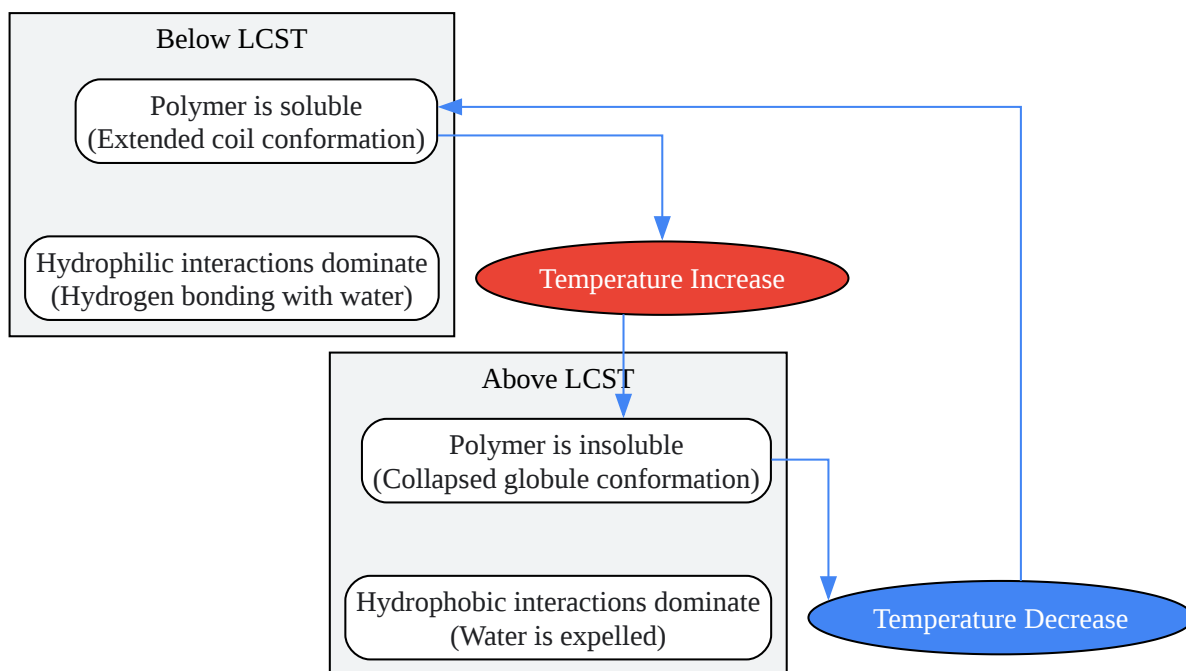 Below LCST
Polymer is soluble
(Extended coil conformation)
Hydrophilic interactions dominate
(Hydrogen bonding with water)
Temperature Increase
Above LCST
Polymer is insoluble
(Collapsed globule conformation)
Hydrophobic interactions dominate
(Water is expelled)
Temperature Decrease